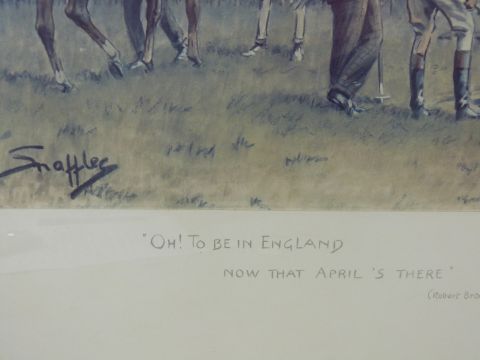 Snaffles
"OH! TO BE IN ENGLAND
NOW THAT APRIL 'S THERE"
(ROBERT